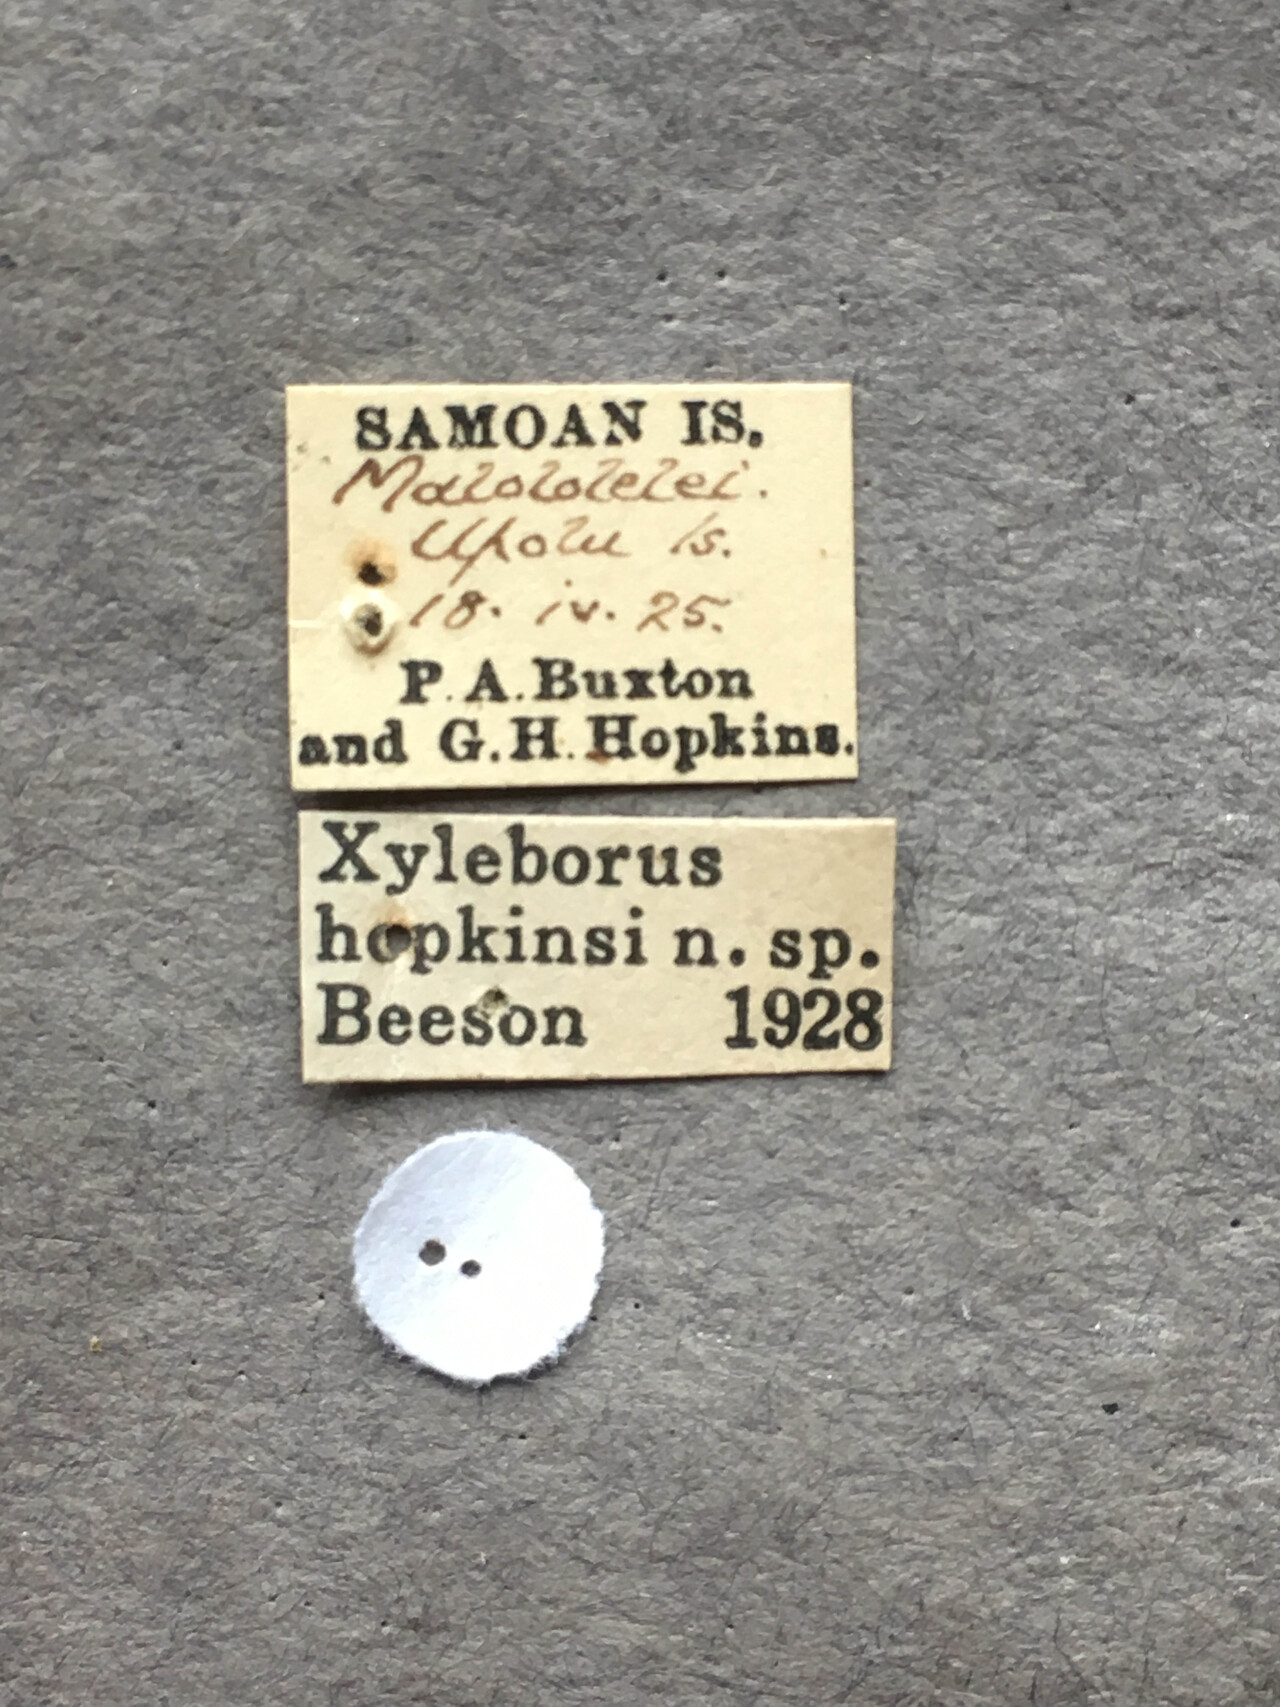 SAMOAN IS.
Malololelei.
Upolu Is.
18. iv. 25.
P.A.Buxton
and G.H.Hopkins.
Xyleborus
hopkinsi n. sp.
Beeson 1928